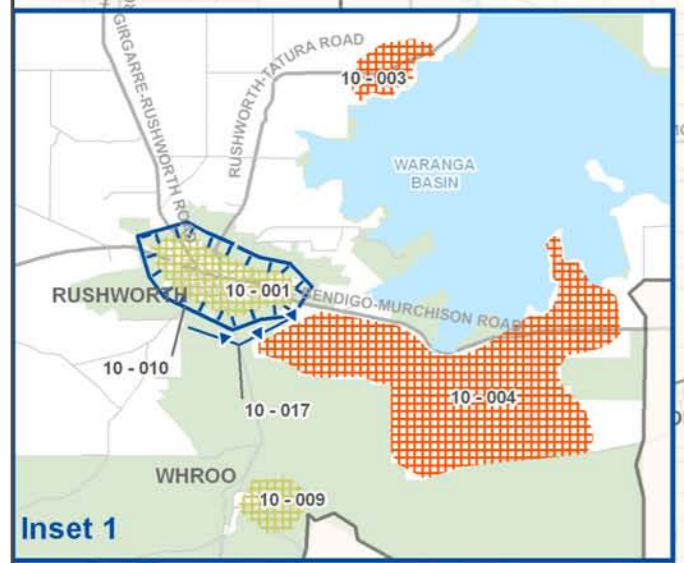 GIRGARRE-RUSHWORTH ROAD
RUSHWORTH-TATURA ROAD
10 - 003
WARANGA
BASIN
RUSHWORTH
10 - 001
BENDIGO-MURCHISON ROAD
10 - 010
10 - 004
10 - 017
WHROO
10 - 009
Inset 1